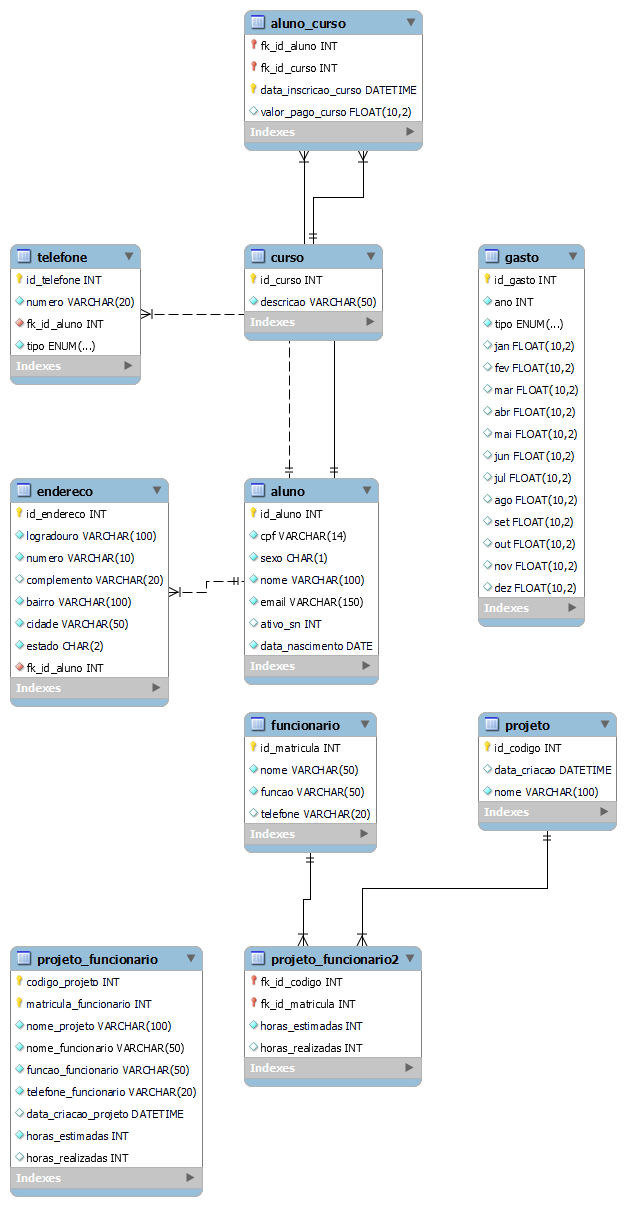 aluno_curso
fk_id_aluno INT
fk_id_curso INT
data_inscricao_curso DATETIME
valor_pago_curso FLOAT(10,2)
Indexes
telefone
id_telefone INT
numero VARCHAR(20)
fk_id_aluno INT
tipo ENUM(...)
Indexes
curso
id_curso INT
descricao VARCHAR(50)
Indexes
gasto
id_gasto INT
ano INT
tipo ENUM(...)
jan FLOAT(10,2)
fev FLOAT(10,2)
mar FLOAT(10,2)
abr FLOAT(10,2)
mai FLOAT(10,2)
jun FLOAT(10,2)
jul FLOAT(10,2)
ago FLOAT(10,2)
set FLOAT(10,2)
out FLOAT(10,2)
nov FLOAT(10,2)
dez FLOAT(10,2)
Indexes
endereco
id_endereco INT
logradouro VARCHAR(100)
numero VARCHAR(10)
complemento VARCHAR(20)
bairro VARCHAR(100)
cidade VARCHAR(50)
estado CHAR(2)
fk_id_aluno INT
Indexes
aluno
id_aluno INT
cpf VARCHAR(14)
sexo CHAR(1)
nome VARCHAR(100)
email VARCHAR(150)
ativo_sn INT
data_nascimento DATE
Indexes
funcionario
id_matricula INT
nome VARCHAR(50)
funcao VARCHAR(50)
telefone VARCHAR(20)
Indexes
projeto
id_codigo INT
data_criacao DATETIME
nome VARCHAR(100)
Indexes
projeto_funcionario
codigo_projeto INT
matricula_funcionario INT
nome_projeto VARCHAR(100)
nome_funcionario VARCHAR(50)
funcao_funcionario VARCHAR(50)
telefone_funcionario VARCHAR(20)
data_criacao_projeto DATETIME
horas_estimadas INT
horas_realizadas INT
Indexes
projeto_funcionario2
fk_id_codigo INT
fk_id_matricula INT
horas_estimadas INT
horas_realizadas INT
Indexes